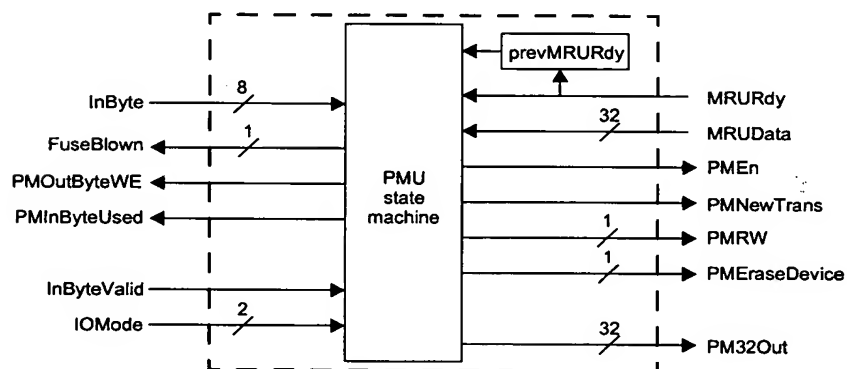 prevMRURdy
InByte
8
MRURdy
FuseBlown
1
32
MRUData
PMOutByteWE
PMU
state
machine
PMEn
PMInByteUsed
PMNewTrans
1
PMRW
1
PMEraseDevice
InByteValid
IOMode
2
32
PM32Out